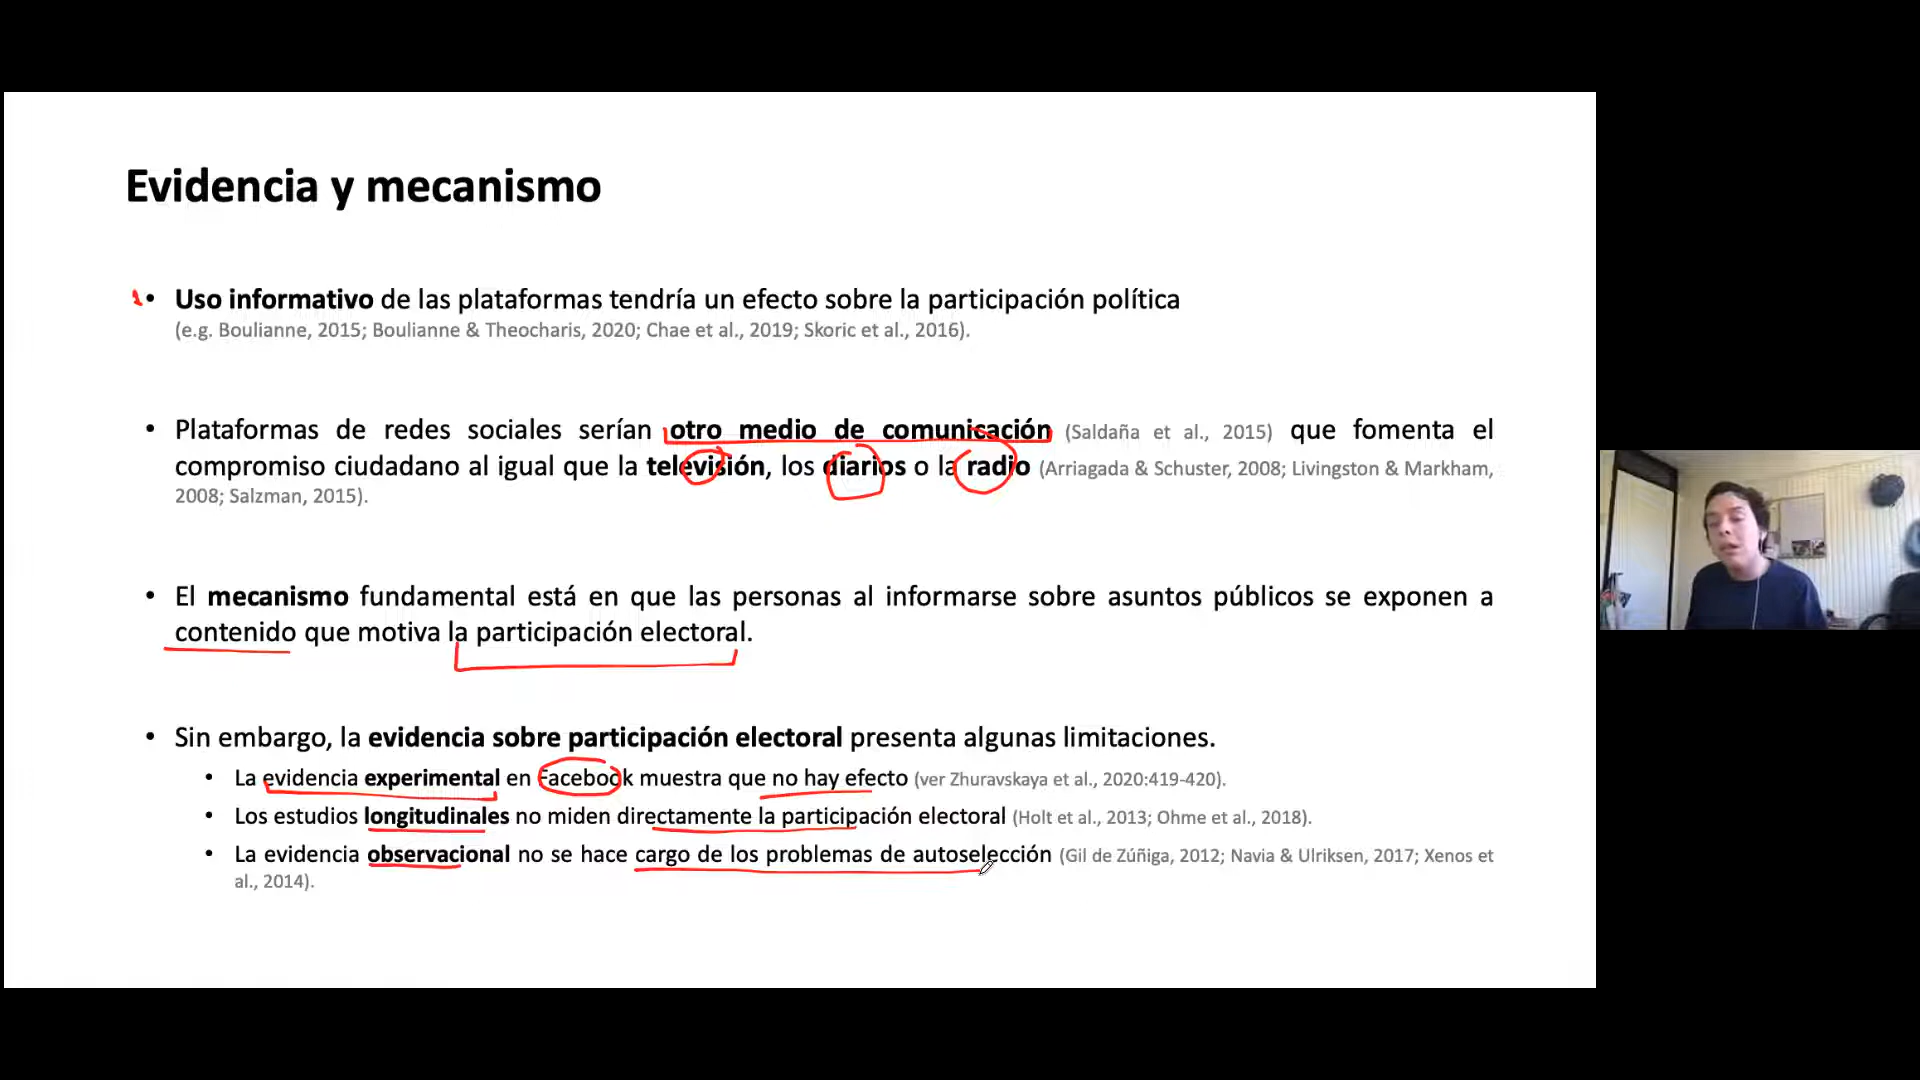 Evidencia y mecanismo
• Uso informativo de las plataformas tendría un efecto sobre la participación política
(e.g. Boulianne, 2015; Boulianne & Theocharis, 2020; Chae et al., 2019; Skoric et al., 2016).
• Plataformas de redes sociales serían otro medio de comunicación (Saldaña et al., 2015) que fomenta el
compromiso ciudadano al igual que la televisión, los diarios o la radio (Arriagada & Schuster, 2008; Livingston & Markham,
2008; Salzman, 2015).
• El mecanismo fundamental está en que las personas al informarse sobre asuntos públicos se exponen a
contenido que motiva la participación electoral.
• Sin embargo, la evidencia sobre participación electoral presenta algunas limitaciones.
• La evidencia experimental en Facebook muestra que no hay efecto (ver Zhuravskaya et al., 2020:419-420).
• Los estudios longitudinales no miden directamente la participación electoral (Holt et al., 2013; Ohme et al., 2018).
• La evidencia observacional no se hace cargo de los problemas de autoselección (Gil de Zúñiga, 2012; Navia & Ulriksen, 2017; Xenos et
al., 2014).